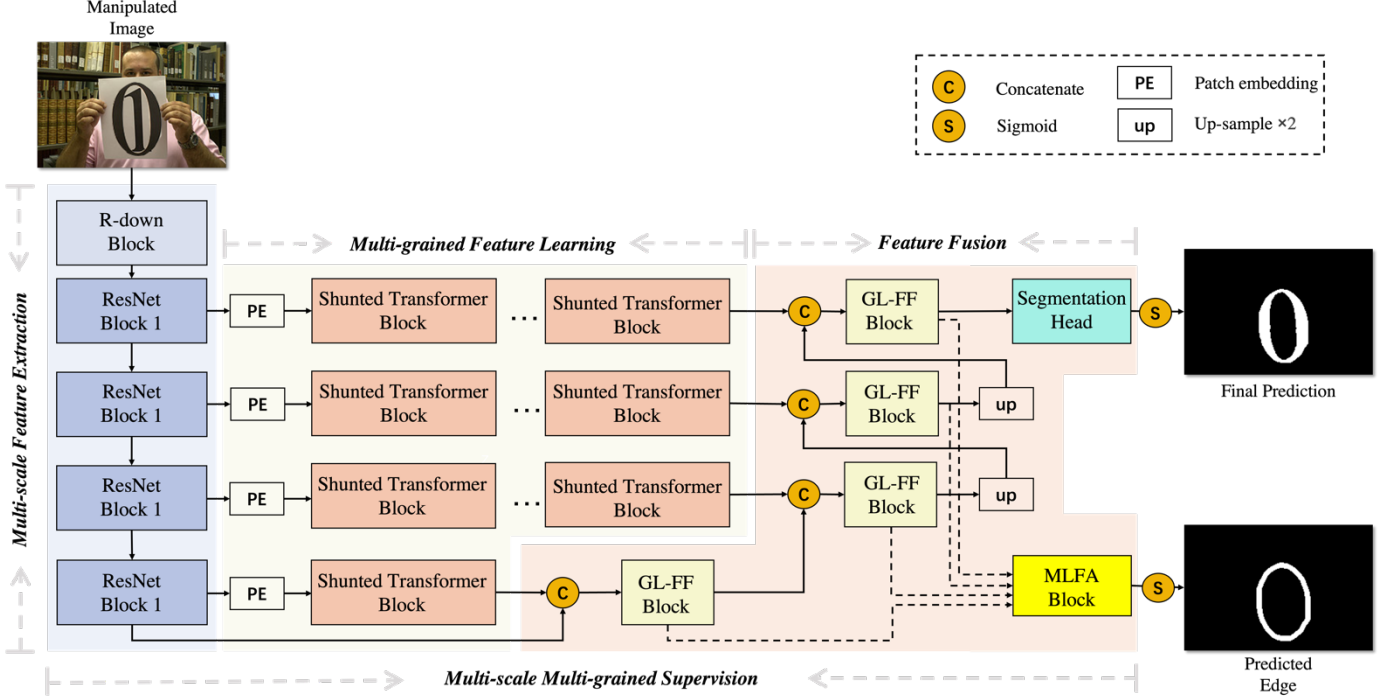 Manipulated
Image
C
Concatenate
PE
Patch embedding
S
Sigmoid
up
Up-sample ×2
R-down
Block
Multi-grained Feature Learning
Feature Fusion
Multi-scale Feature Extraction
ResNet
Block 1
PE
Shunted Transformer
Block
...
Shunted Transformer
Block
C
GL-FF
Block
Segmentation
Head
S
Final Prediction
ResNet
Block 1
PE
Shunted Transformer
Block
...
Shunted Transformer
Block
C
GL-FF
Block
up
ResNet
Block 1
PE
Shunted Transformer
Block
...
Shunted Transformer
Block
C
GL-FF
Block
up
ResNet
Block 1
PE
Shunted Transformer
Block
C
GL-FF
Block
MLFA
Block
S
Predicted
Edge
Multi-scale Multi-grained Supervision